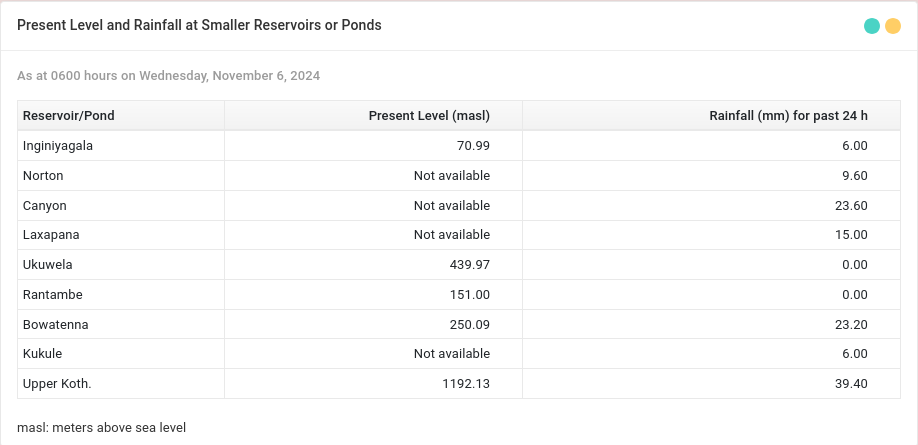 Present Level and Rainfall at Smaller Reservoirs or Ponds
As at 0600 hours on Wednesday, November 6, 2024
Reservoir/Pond Present Level (masl) Rainfall (mm) for past 24 h
Inginiyagala 70.99 6.00
Norton Not available 9.60
Canyon Not available 23.60
Laxapana Not available 15.00
Ukuwela 439.97 0.00
Rantambe 151.00 0.00
Bowatenna 250.09 23.20
Kukule Not available 6.00
Upper Koth. 1192.13 39.40
masl: meters above sea level